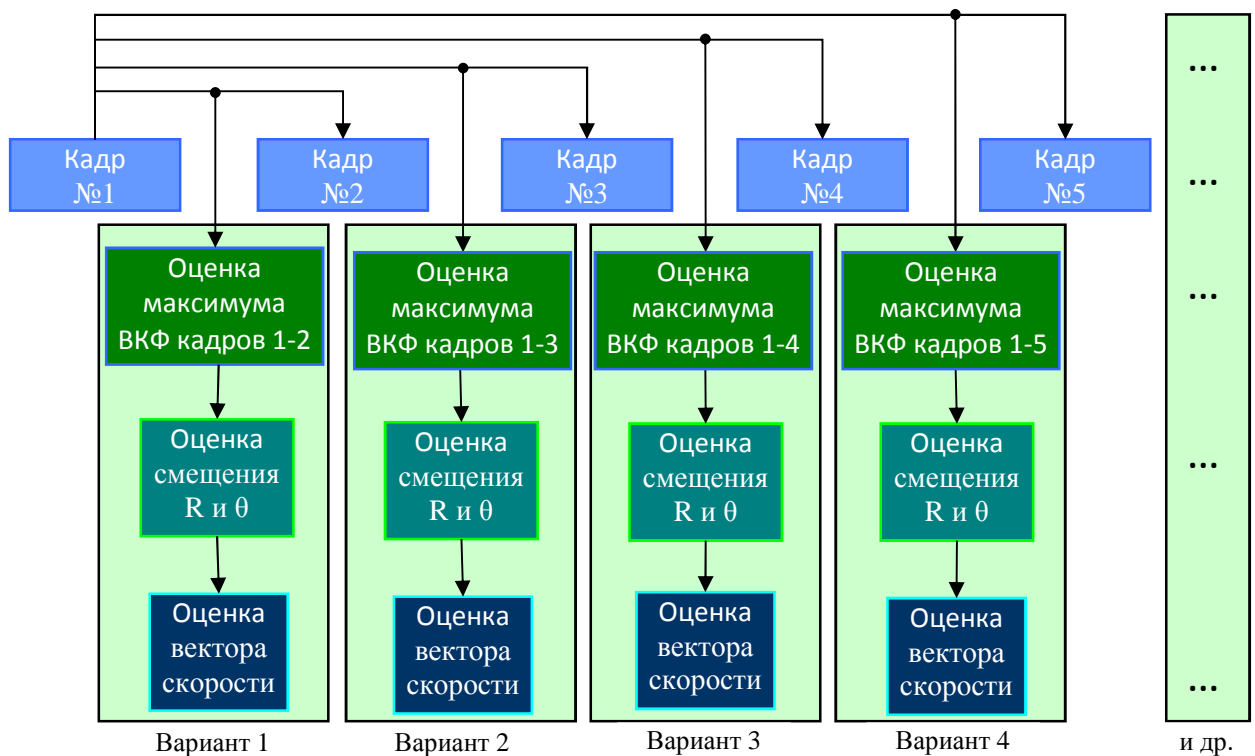 ...
Кадр
№1
Кадр
№2
Кадр
№3
Кадр
№4
Кадр
№5
...
Оценка
максимума
ВКФ кадров 1-2
Оценка
максимума
ВКФ кадров 1-3
Оценка
максимума
ВКФ кадров 1-4
Оценка
максимума
ВКФ кадров 1-5
...
Оценка
смещения
R и θ
Оценка
смещения
R и θ
Оценка
смещения
R и θ
Оценка
смещения
R и θ
...
Оценка
вектора
скорости
Оценка
вектора
скорости
Оценка
вектора
скорости
Оценка
вектора
скорости
...
Вариант 1
Вариант 2
Вариант 3
Вариант 4
и др.